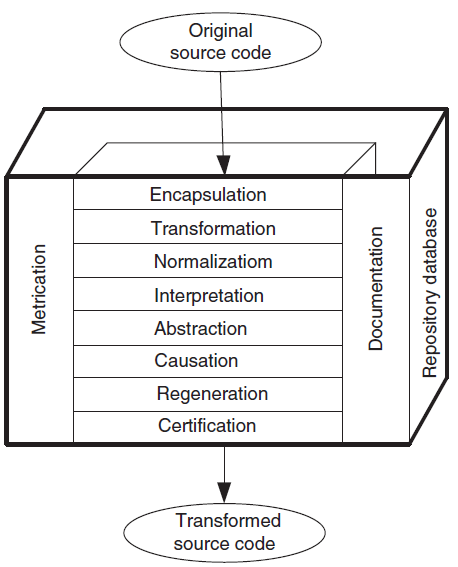 Original
source code
Encapsulation
Transformation
Normalizatiom
Interpretation
Abstraction
Causation
Regeneration
Certification
Metrication
Documentation
Repository database
Transformed
source code